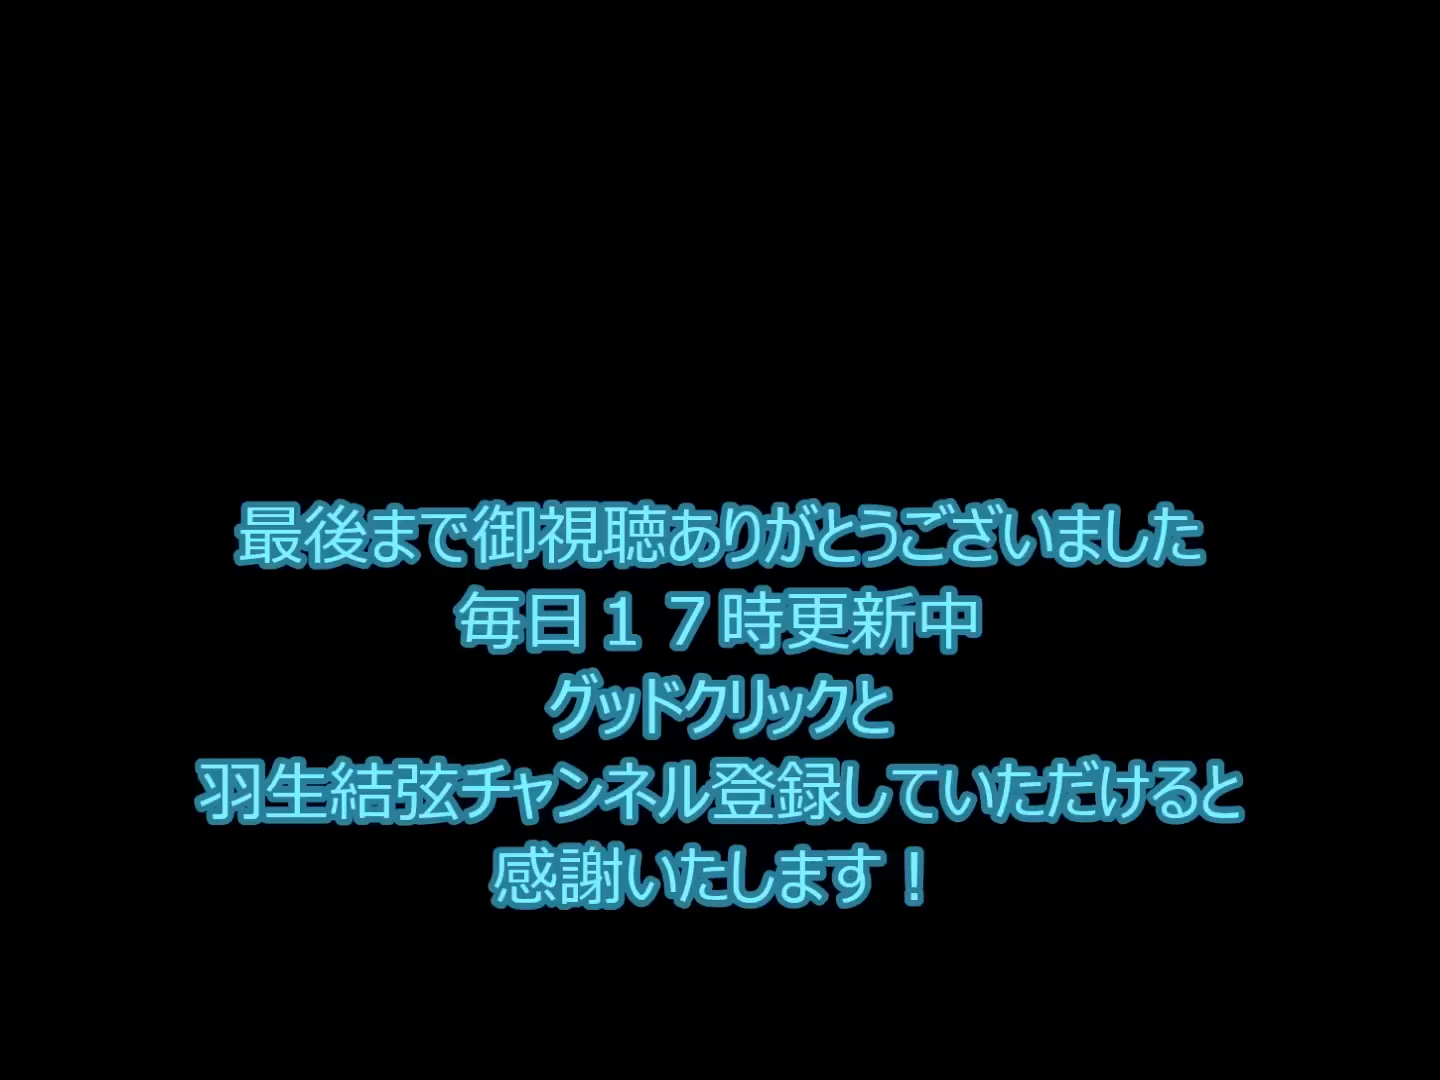 最後まで御視聴ありがとうございました
毎日１７時更新中
グッドクリックと
羽生結弦チャンネル登録していただけると
感謝いたします！